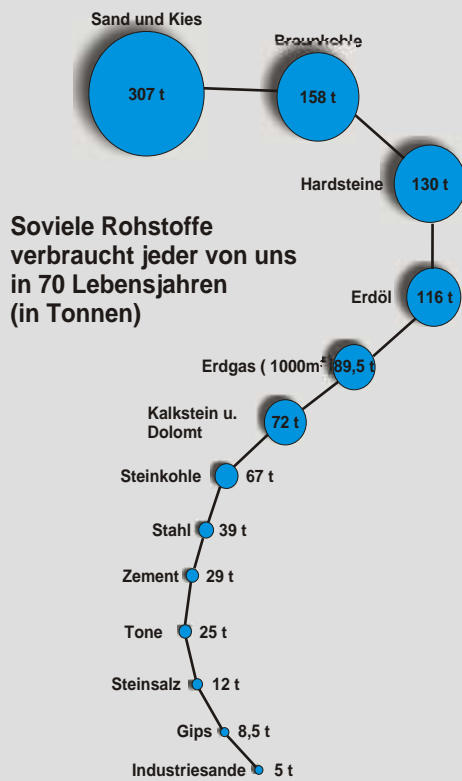 Sand und Kies
307 t
Braunkohle
158 t
Hardsteine
130 t
Soviele Rohstoffe
verbraucht jeder von uns
in 70 Lebensjahren
(in Tonnen)
Erdöl
116 t
Erdgas ( 1000m³
89,5 t
Kalkstein u.
Dolomt
72 t
Steinkohle
67 t
Stahl
39 t
Zement
29 t
Tone
25 t
Steinsalz
12 t
Gips
8,5 t
Industriesande
5 t